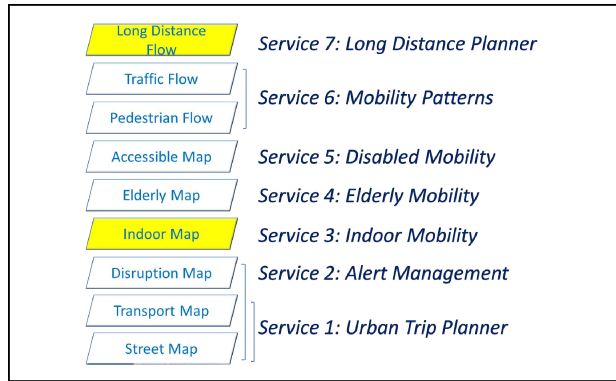 Long Distance
Flow
Service 7: Long Distance Planner
Traffic Flow
Service 6: Mobility Patterns
Pedestrian Flow
Accessible Map
Service 5: Disabled Mobility
Elderly Map
Service 4: Elderly Mobility
Indoor Map
Service 3: Indoor Mobility
Disruption Map
Service 2: Alert Management
Transport Map
Service 1: Urban Trip Planner
Street Map